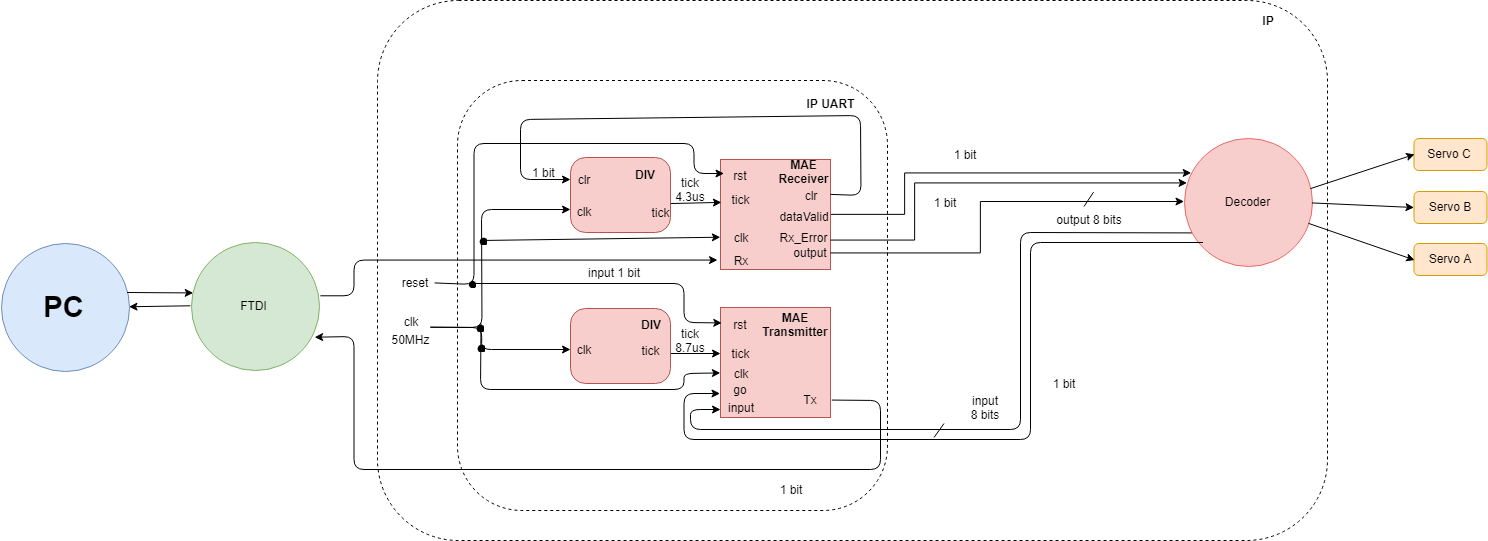 IP
IP UART
PC
FTDI
reset
clk
50MHz
1 bit
clr
clk
DIV
tick
tick
4.3us
MAE
Receiver
rst
tick
clk
Rx
clr
dataValid
Rx_Error
output
input 1 bit
clk
DIV
tick
tick
8.7us
MAE
Transmitter
rst
tick
clk
go
input
Tx
1 bit
1 bit
1 bit
output 8 bits
input
8 bits
1 bit
Decoder
Servo C
Servo B
Servo A